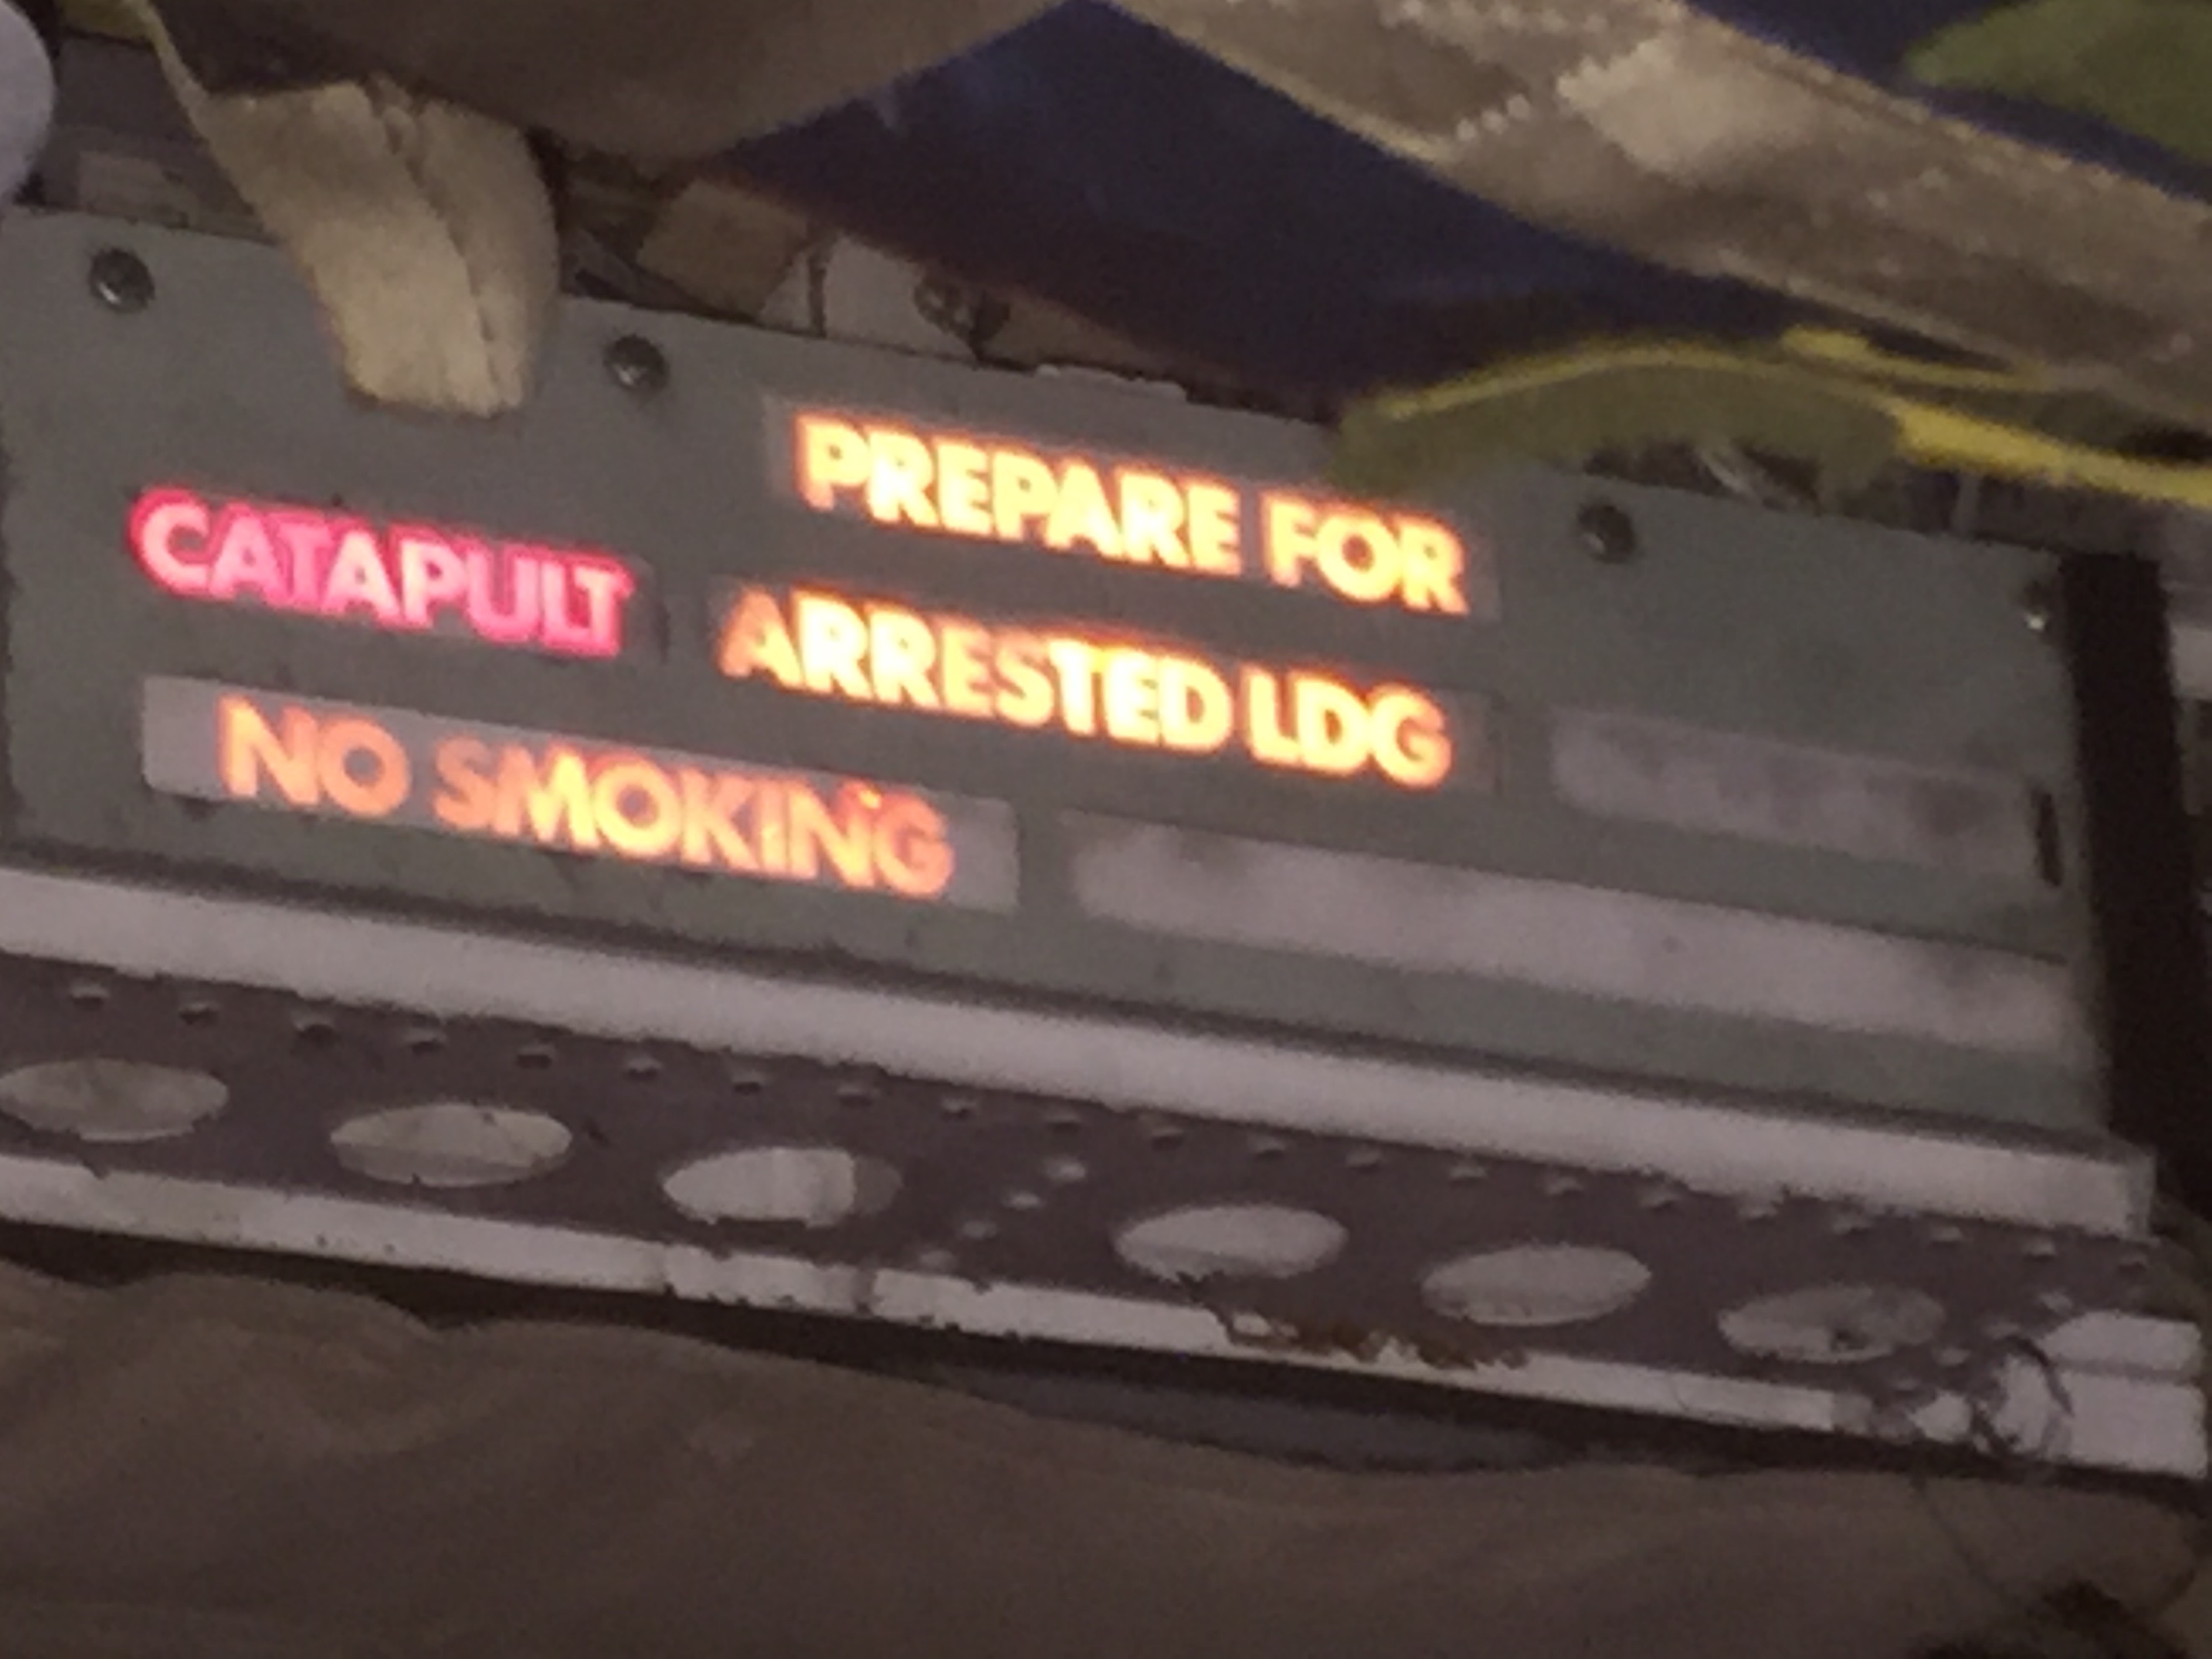 PREPARE FOR
CATAPULT
ARRESTED LDG
NO SMOKING